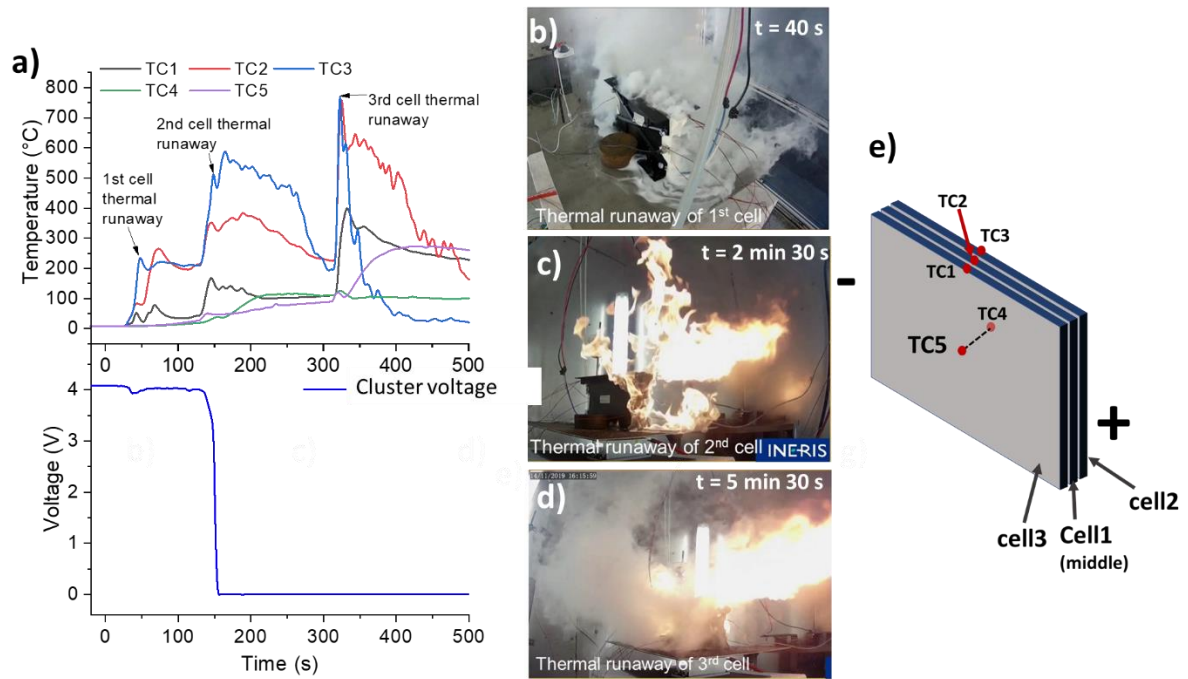 a)
TC1 TC2 TC3
TC4 TC5
800
700
600
500
400
300
200
100
0
Temperature (°C)
1st cell
thermal
runaway
2nd cell thermal
runaway
3rd cell thermal
runaway
0 100 200 300 400 500
Cluster voltage
4
3
2
1
0
Voltage (V)
b) c) d) e) g)
0 100 200 300 400 500
Time (s)
b)
t = 40 s
Thermal runaway of 1st cell
c)
t = 2 min 30 s
Thermal runaway of 2nd cell
INERIS
d)
t = 5 min 30 s
Thermal runaway of 3rd cell
e)
TC2
TC3
TC1
-
TC4
TC5
+
cell2
cell3
Cell1
(middle)